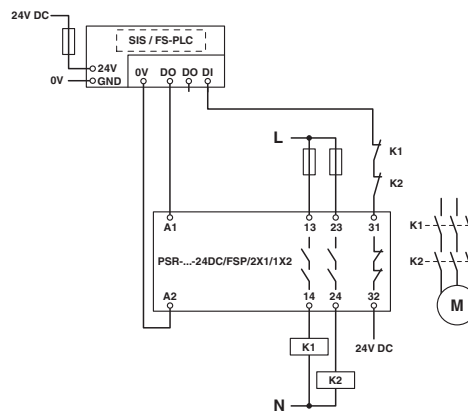 24V DC
SIS / FS-PLC
24V
0V GND
0V DO DO DI
K1
L
K2
A1 13 23 31
K1
PSR-...-24DC/FSP/2X1/1X2
K2
A2 14 24 32
M
K1 24V DC
K2
N